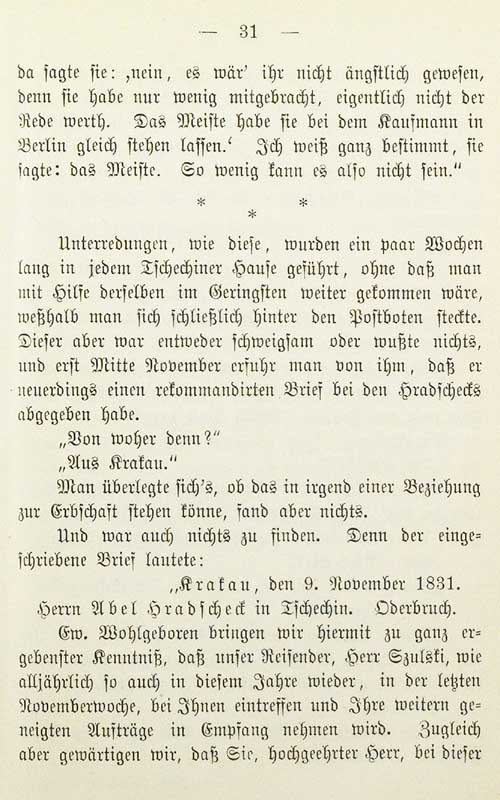 — 31 —
da sagte sie: ‚nein, es wär' ihr nicht ängstlich gewesen,
denn sie habe nur wenig mitgebracht, eigentlich nicht der
Rede werth. Das Meiste habe sie bei dem Kaufmann in
Berlin gleich stehen lassen.‘ Ich weiß ganz bestimmt, sie
sagte: das Meiste. So wenig kann es also nicht sein.“
* * *
Unterredungen, wie diese, wurden ein paar Wochen
lang in jedem Tschechiner Hause geführt, ohne daß man
mit Hilfe derselben im Geringsten weiter gekommen wäre,
weßhalb man sich schließlich hinter den Postboten steckte.
Dieser aber war entweder schweigsam oder wußte nichts,
und erst Mitte November erfuhr man von ihm, daß er
neuerdings einen rekommandirten Brief bei den Hradschecks
abgegeben habe.
„Von woher denn?“
„Aus Krakau.“
Man überlegte sich's, ob das in irgend einer Beziehung
zur Erbschaft stehen könne, fand aber nichts.
Und war auch nichts zu finden. Denn der einge-
schriebene Brief lautete:
„Krakau, den 9. November 1831.
Herrn Abel Hradscheck in Tschechin. Oderbruch.
Ew. Wohlgeboren bringen wir hiermit zu ganz er-
gebenster Kenntniß, daß unser Reisender, Herr Szulski, wie
alljährlich so auch in diesem Jahre wieder, in der letzten
Novemberwoche, bei Ihnen eintreffen und Ihre weitern ge-
neigten Aufträge in Empfang nehmen wird. Zugleich
aber gewärtigen wir, daß Sie, hochgeehrter Herr, bei dieser